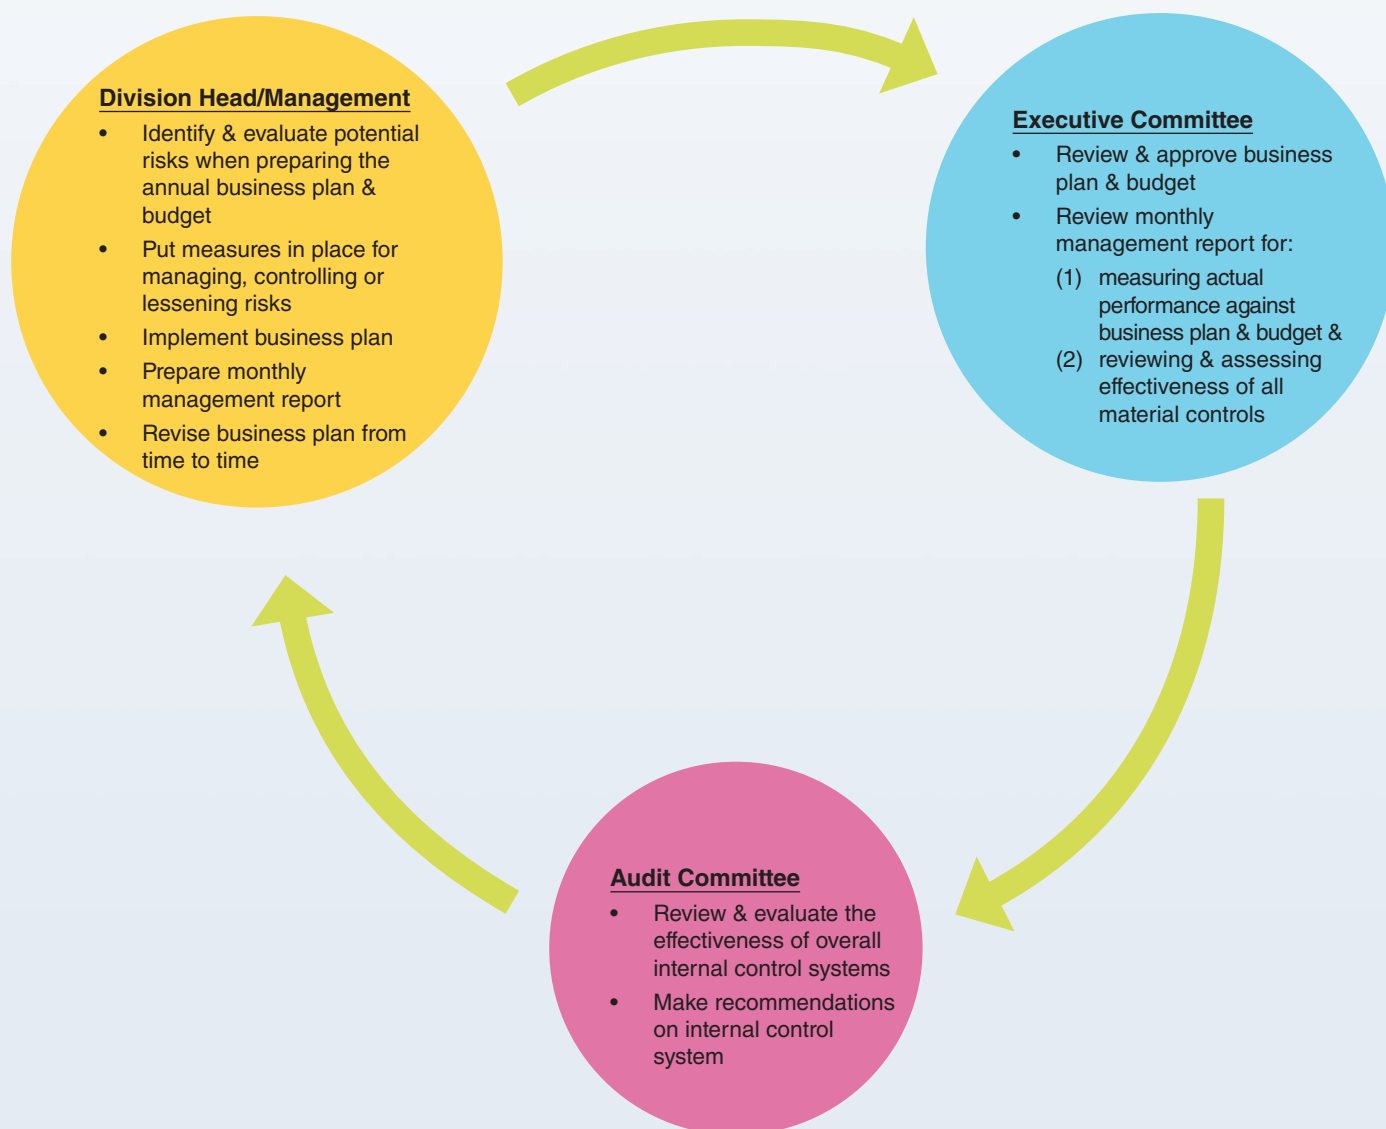 Division Head/Management
• Identify & evaluate potential
risks when preparing the
annual business plan &
budget
• Put measures in place for
managing, controlling or
lessening risks
• Implement business plan
• Prepare monthly
management report
• Revise business plan from
time to time
Executive Committee
• Review & approve business
plan & budget
• Review monthly
management report for:
(1) measuring actual
performance against
business plan & budget &
(2) reviewing & assessing
effectiveness of all
material controls
Audit Committee
• Review & evaluate the
effectiveness of overall
internal control systems
• Make recommendations
on internal control
system